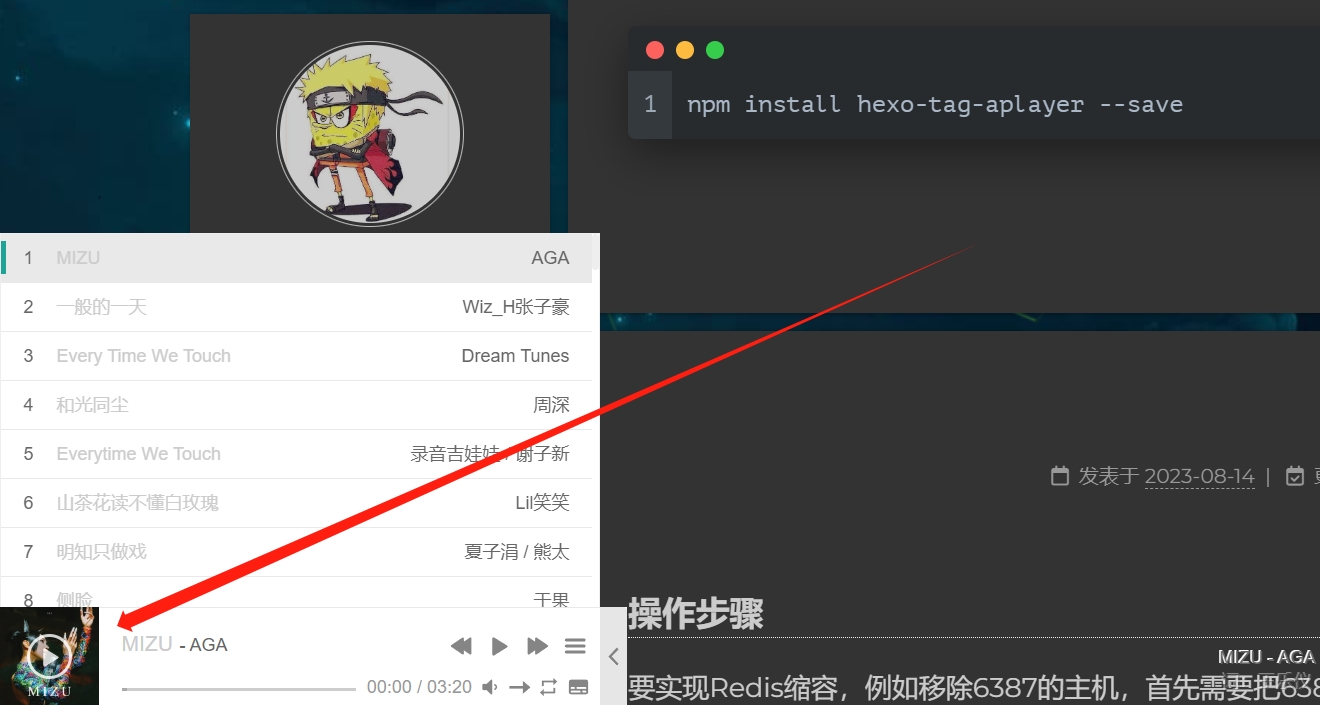 1 npm install hexo-tag-aplayer --save
1 MIZU AGA
2 一般的一天 Wiz_H张子豪
3 Every Time We Touch Dream Tunes
4 和光同尘 周深
5 Everytime We Touch 录音吉娃娃 / 谢子新
6 山茶花读不懂白玫瑰 Lil笑笑
7 明知只做戏 夏子涓 / 熊太
8 侧脸 于果
MIZU - AGA
00:00 / 03:20
MIZU
发表于 2023-08-14 |
操作步骤
MIZU - AGA
要实现Redis缩容，例如移除6387的主机，首先需要把638